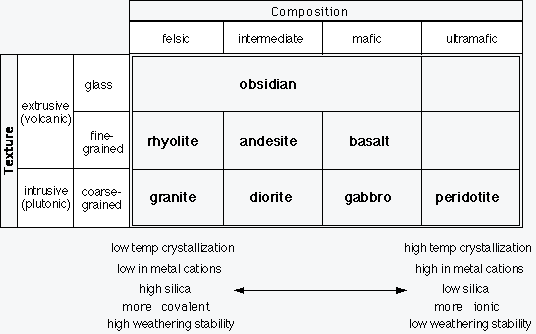 Composition
felsic intermediate mafic ultramafic
Texture
extrusive
(volcanic)
glass
obsidian
fine-
grained
rhyolite andesite basalt
intrusive
(plutonic)
coarse-
grained
granite diorite gabbro peridotite
low temp crystallization
low in metal cations
high silica
more covalent
high weathering stability
high temp crystallization
high in metal cations
low silica
more ionic
low weathering stability